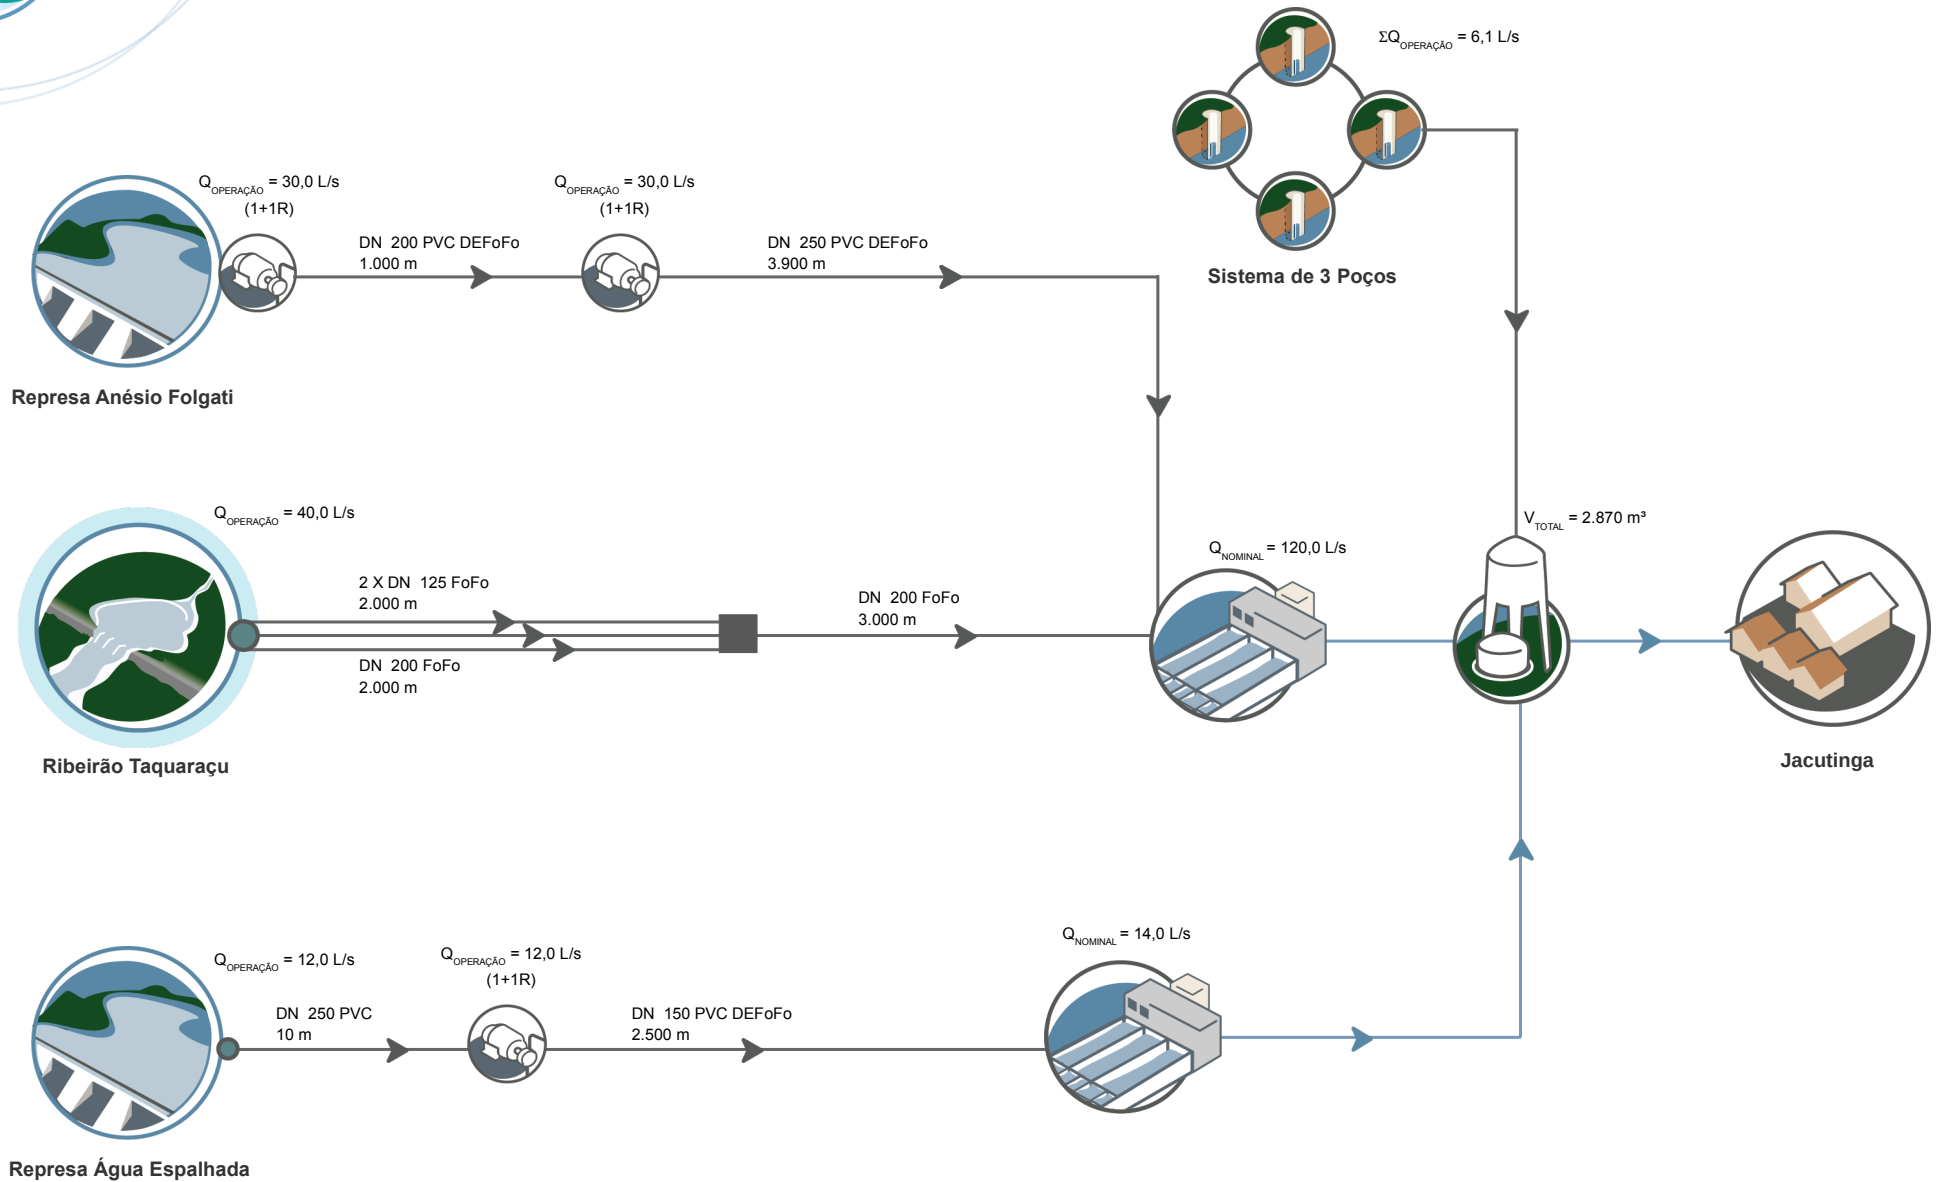 ΣQOPERAÇÃO = 6,1 L/s
Sistema de 3 Poços
QOPERAÇÃO = 30,0 L/s
(1+1R)
QOPERAÇÃO = 30,0 L/s
(1+1R)
DN 200 PVC DEFoFo
1.000 m
DN 250 PVC DEFoFo
3.900 m
Represa Anésio Folgati
QOPERAÇÃO = 40,0 L/s
2 X DN 125 FoFo
2.000 m
DN 200 FoFo
2.000 m
DN 200 FoFo
3.000 m
QNOMINAL = 120,0 L/s
VTOTAL = 2.870 m³
Ribeirão Taquaraçu
Jacutinga
QOPERAÇÃO = 12,0 L/s
DN 250 PVC
10 m
QOPERAÇÃO = 12,0 L/s
(1+1R)
DN 150 PVC DEFoFo
2.500 m
QNOMINAL = 14,0 L/s
Represa Água Espalhada